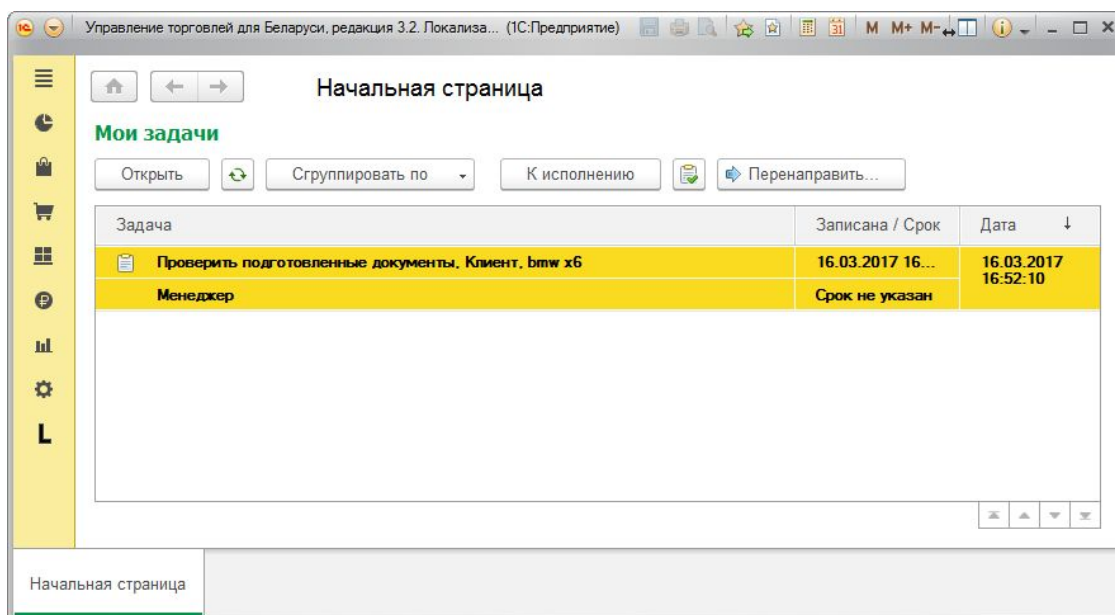 Управление торговлей для Беларуси, редакция 3.2. Локализа... (1С:Предприятие) 31 M M+ M-
Начальная страница
Мои задачи
Открыть Сгруппировать по К исполнению Перенаправить...
Задача Записана / Срок Дата ↓
Проверить подготовленные документы, Клиент, bmw x6 16.03.2017 16... 16.03.2017
16:52:10
Менеджер Срок не указан
L
Начальная страница